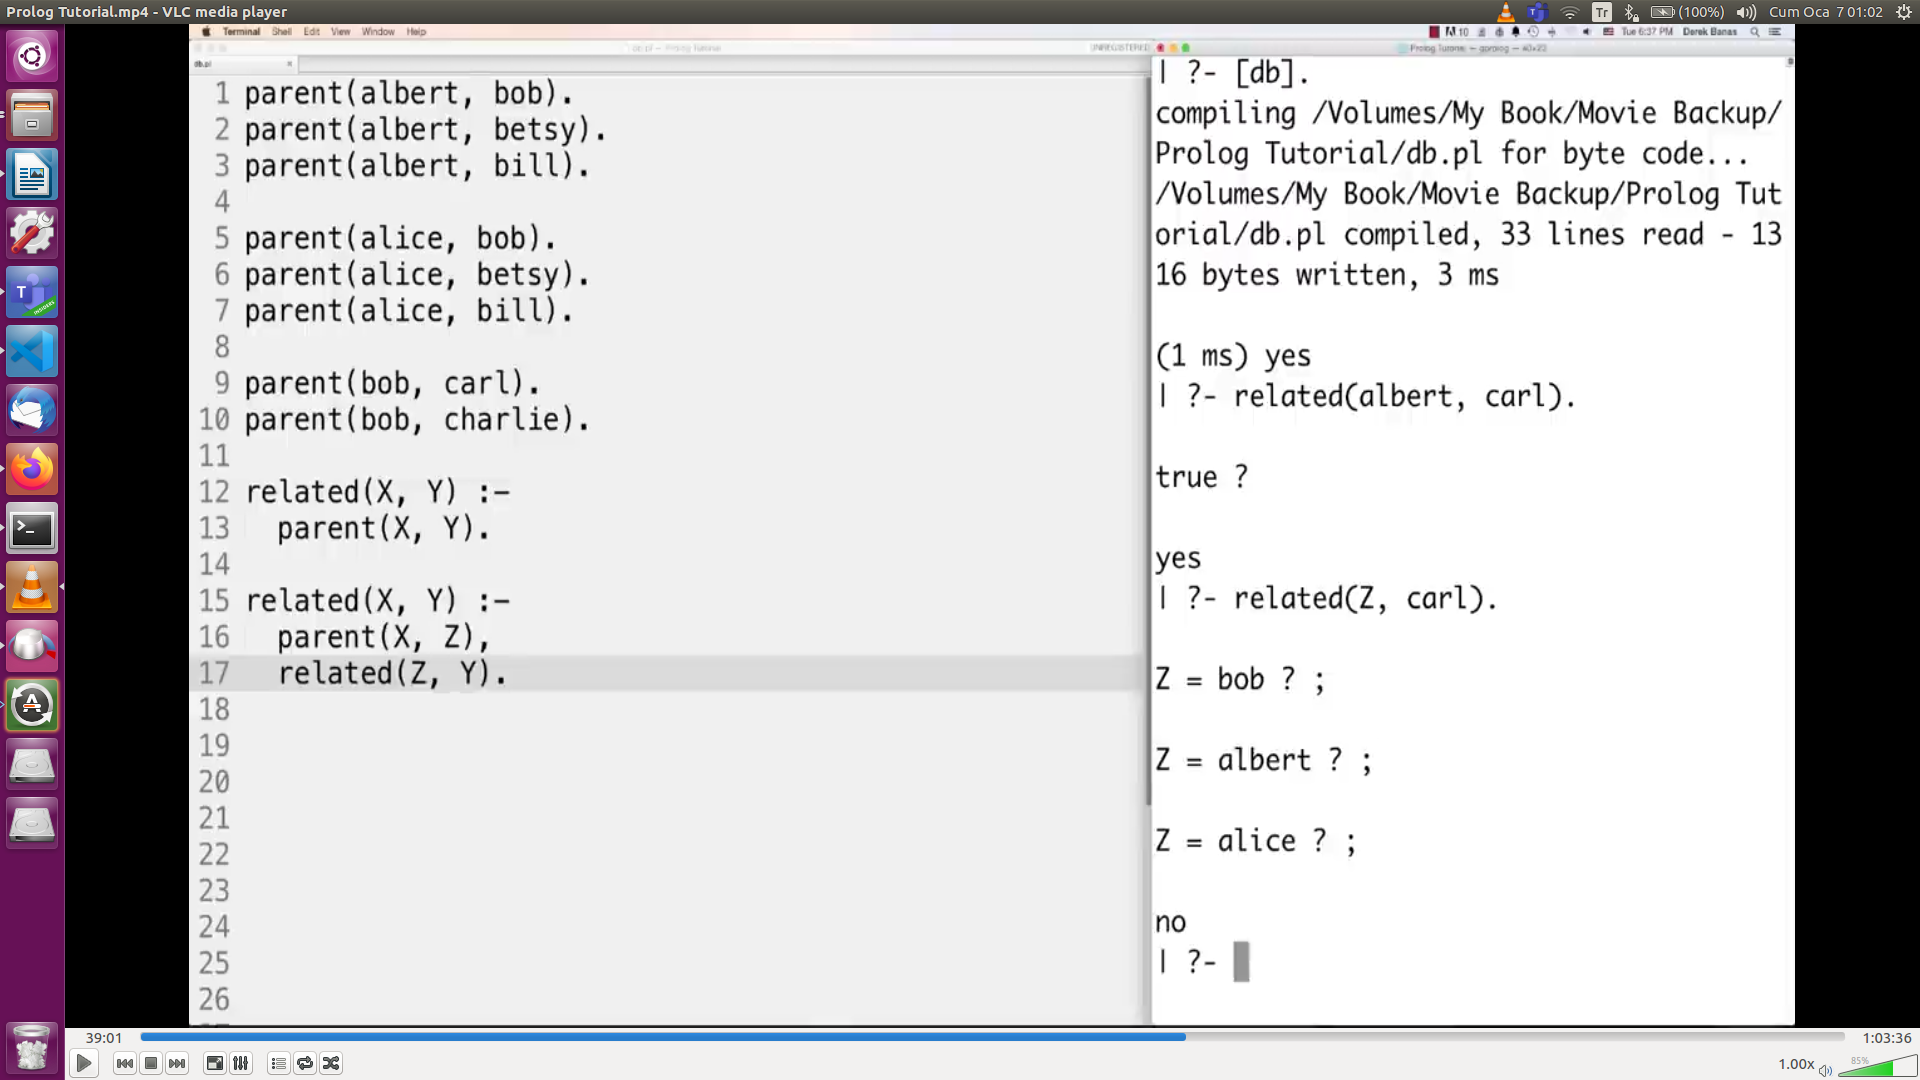 Prolog Tutorial.mp4 - VLC media player
Tr
(100%)
Cum Oca 7 01:02
Terminal Shell Edit View Window Help
10
Tue 6:37 PM Derek Banas
db.pl — Prolog Tutorial
UNREGISTERED
db.pl
1 parent(albert, bob).
2 parent(albert, betsy).
3 parent(albert, bill).
4
5 parent(alice, bob).
6 parent(alice, betsy).
7 parent(alice, bill).
8
9 parent(bob, carl).
10 parent(bob, charlie).
11
12 related(X, Y) :-
13 parent(X, Y).
14
15 related(X, Y) :-
16 parent(X, Z),
17 related(Z, Y).
18
19
20
21
22
23
24
25
26
| ?- [db].
compiling /Volumes/My Book/Movie Backup/
Prolog Tutorial/db.pl for byte code...
/Volumes/My Book/Movie Backup/Prolog Tut
orial/db.pl compiled, 33 lines read - 13
16 bytes written, 3 ms
(1 ms) yes
| ?- related(albert, carl).
true ?
yes
| ?- related(Z, carl).
Z = bob ? ;
Z = albert ? ;
Z = alice ? ;
no
| ?-
39:01
1:03:36
1.00x
85%